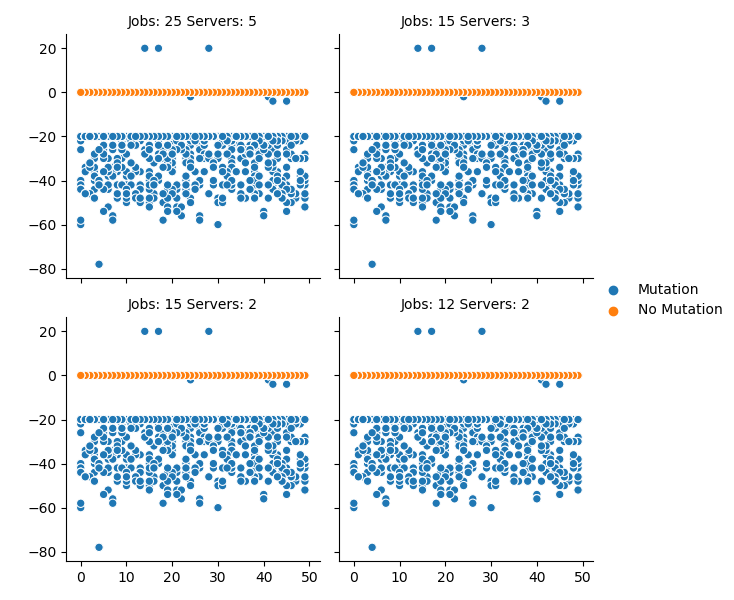 Jobs: 25 Servers: 5
Jobs: 15 Servers: 3
20
0
−20
−40
−60
−80
Mutation
No Mutation
Jobs: 15 Servers: 2
Jobs: 12 Servers: 2
20
0
−20
−40
−60
−80
0 10 20 30 40 50
0 10 20 30 40 50